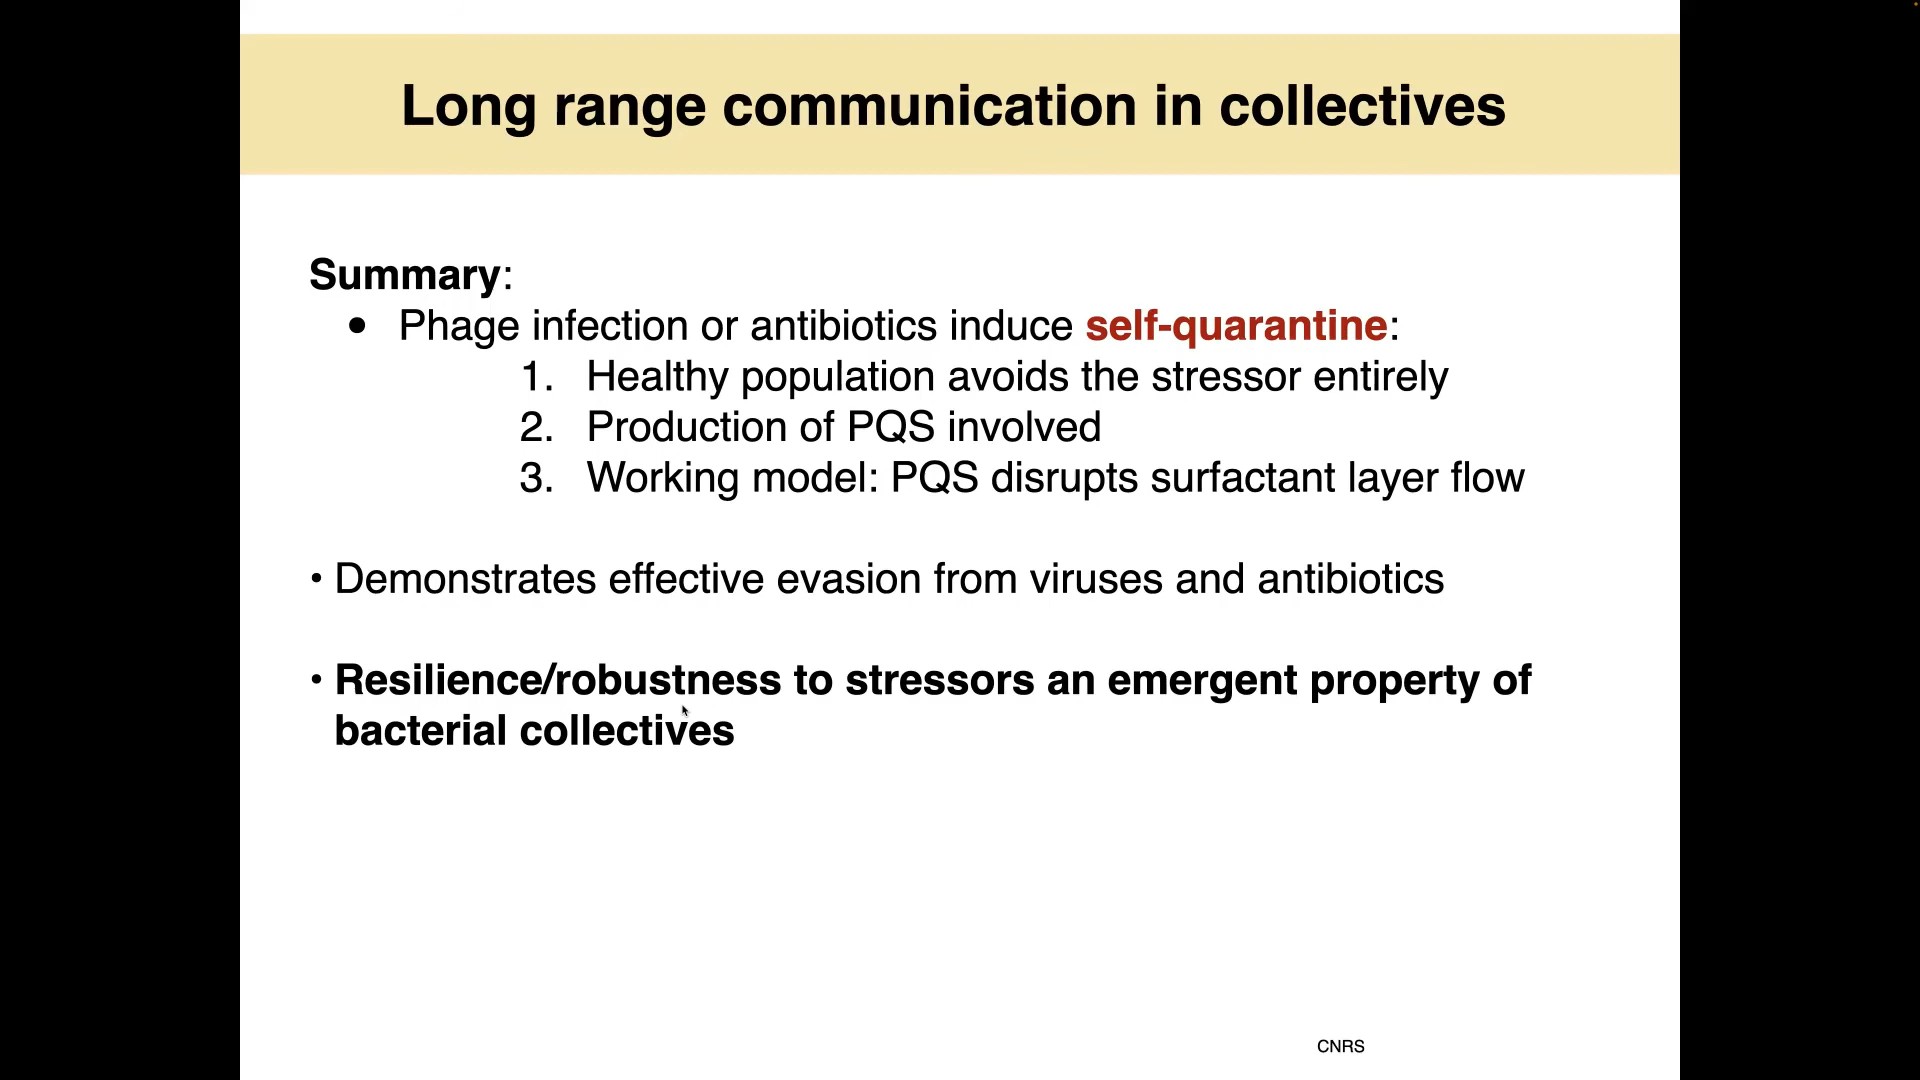 Long range communication in collectives
Summary:
● Phage infection or antibiotics induce self-quarantine:
1. Healthy population avoids the stressor entirely
2. Production of PQS involved
3. Working model: PQS disrupts surfactant layer flow
• Demonstrates effective evasion from viruses and antibiotics
• Resilience/robustness to stressors an emergent property of
bacterial collectives
CNRS